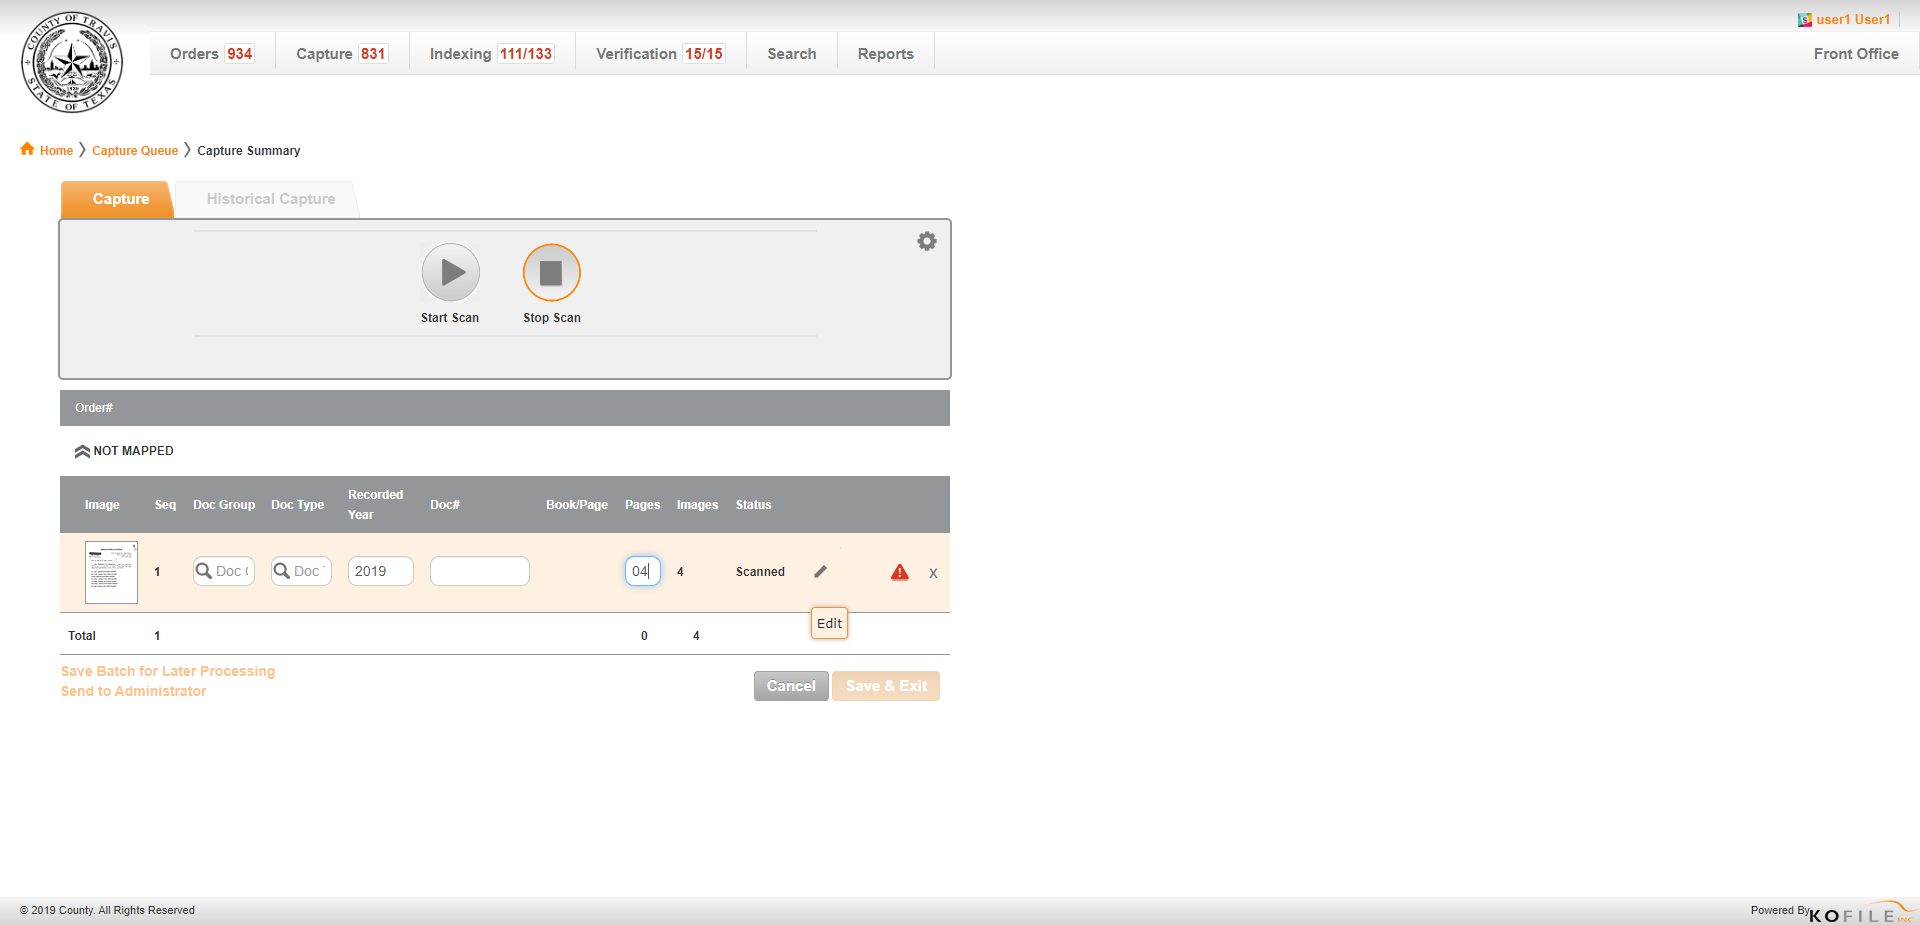 COUNTY OF TRAVIS
STATE OF TEXAS
user1 User1
Orders 934
Capture 831
Indexing 111/133
Verification 15/15
Search
Reports
Front Office
Home
Capture Queue
Capture Summary
Capture
Historical Capture
Start Scan
Stop Scan
Order#
NOT MAPPED
Image
Seq
Doc Group
Doc Type
Recorded
Year
Doc#
Book/Page
Pages
Images
Status
1
Doc
Doc
2019
04
4
Scanned
X
Edit
Total
1
0
4
Save Batch for Later Processing
Send to Administrator
Cancel
Save & Exit
© 2019 County. All Rights Reserved
Powered By
KOFILE INC.